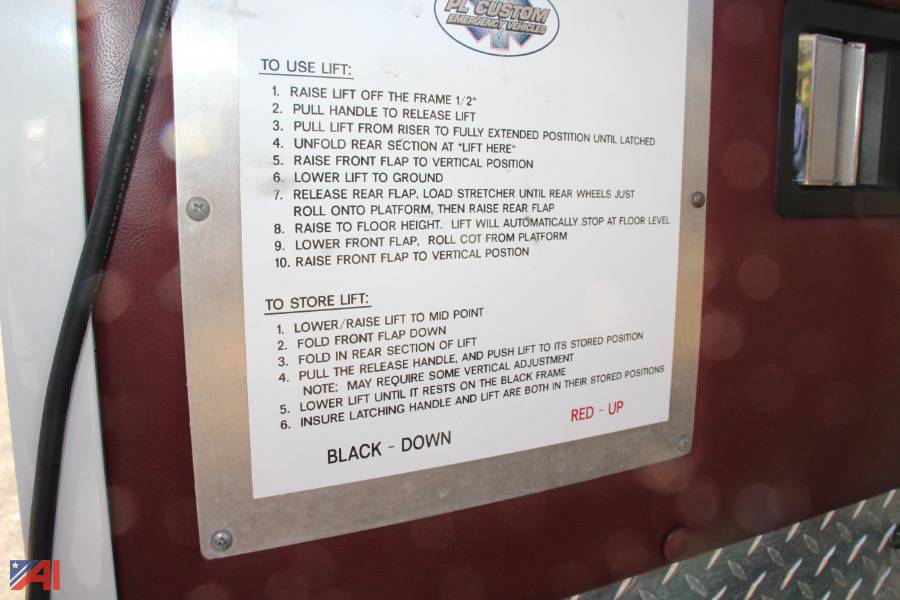 PL CUSTOM
EMERGENCY VEHICLES
TO USE LIFT:
1. RAISE LIFT OFF THE FRAME 1/2"
2. PULL HANDLE TO RELEASE LIFT
3. PULL LIFT FROM RISER TO FULLY EXTENDED POSTITION UNTIL LATCHED
4. UNFOLD REAR SECTION AT "LIFT HERE"
5. RAISE FRONT FLAP TO VERTICAL POSITION
6. LOWER LIFT TO GROUND
7. RELEASE REAR FLAP, LOAD STRETCHER UNTIL REAR WHEELS JUST
ROLL ONTO PLATFORM, THEN RAISE REAR FLAP
8. RAISE TO FLOOR HEIGHT. LIFT WILL AUTOMATICALLY STOP AT FLOOR LEVEL
9. LOWER FRONT FLAP, ROLL COT FROM PLATFORM
10. RAISE FRONT FLAP TO VERTICAL POSTION
TO STORE LIFT:
1. LOWER/RAISE LIFT TO MID POINT
2. FOLD FRONT FLAP DOWN
3. FOLD IN REAR SECTION OF LIFT
4. PULL THE RELEASE HANDLE, AND PUSH LIFT TO ITS STORED POSITION
NOTE: MAY REQUIRE SOME VERTICAL ADJUSTMENT
5. LOWER LIFT UNTIL IT RESTS ON THE BLACK FRAME
6. INSURE LATCHING HANDLE AND LIFT ARE BOTH IN THEIR STORED POSITIONS
BLACK - DOWN
RED - UP
AI